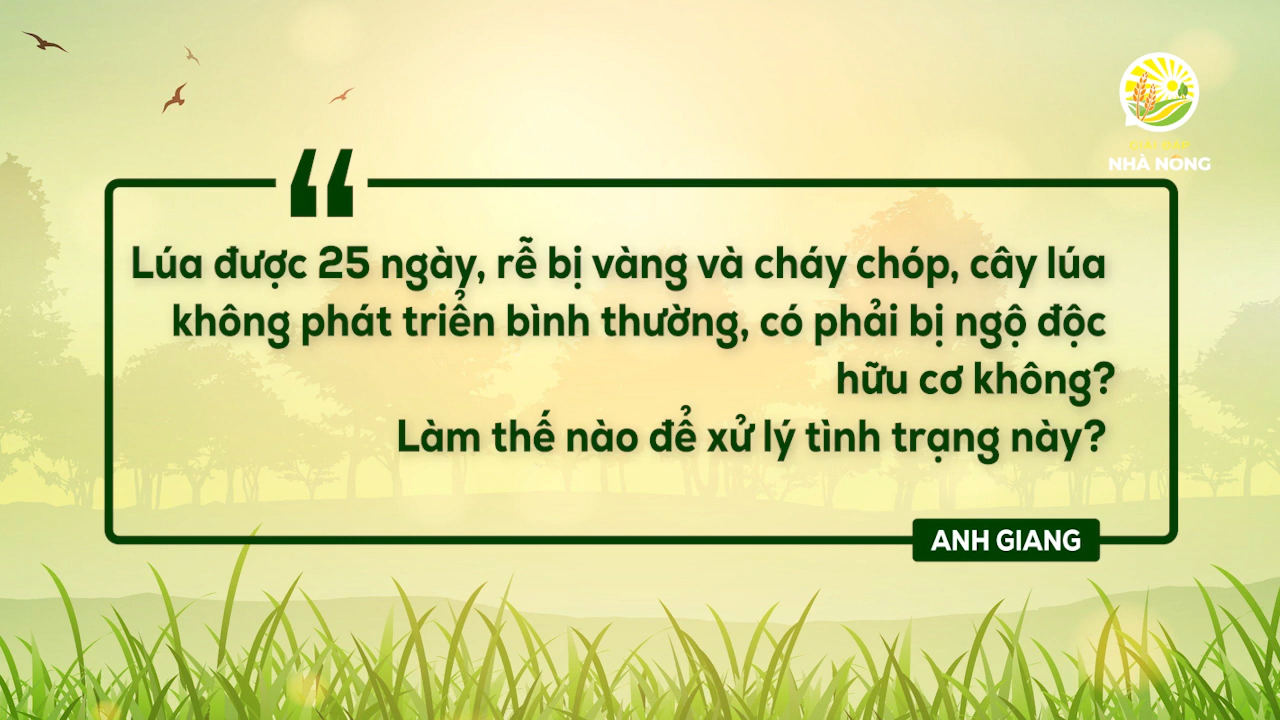 NHÀ NÔNG
Lúa được 25 ngày, rễ bị vàng và cháy chóp, cây lúa
không phát triển bình thường, có phải bị ngộ độc
hữu cơ không?
Làm thế nào để xử lý tình trạng này?
ANH GIANG